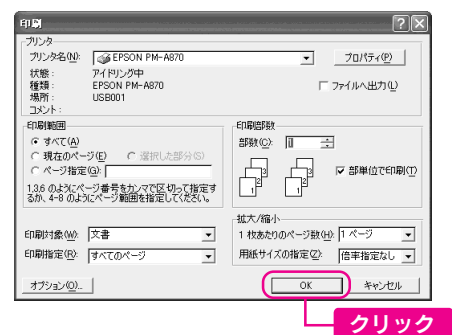 印刷
プリンタ
プリンタ名(N): EPSON PM-A870 プロパティ(P)
状態: アイドリング中
種類: EPSON PM-A870 ファイルへ出力(L)
場所: USB001
コメント:
印刷範囲
すべて(A)
現在のページ(E) 選択した部分(S)
ページ指定(G):
1,3,6 のようにページ番号をカンマで区切って指定す
るか、4-8 のようにページ範囲を指定してください。
印刷部数
部数(C): 1
部単位で印刷(T)
印刷対象(W): 文書
印刷指定(R): すべてのページ
拡大/縮小
1 枚あたりのページ数(H): 1 ページ
用紙サイズの指定(Z): 倍率指定なし
オプション(O)... OK キャンセル
クリック